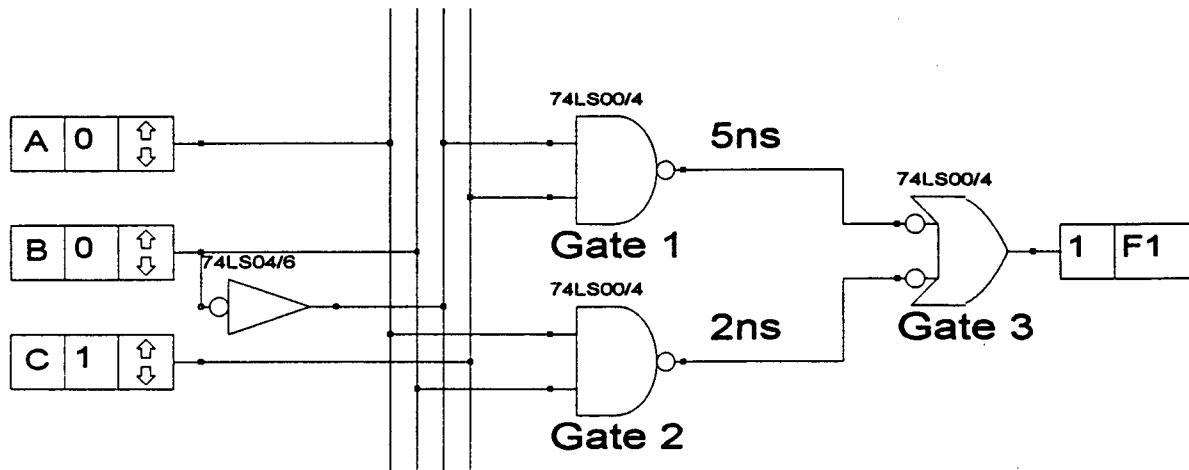 74LS00/4
A 0
5ns
74LS00/4
B 0
Gate 1
1 F1
74LS04/6
74LS00/4
C 1
2ns
Gate 3
Gate 2